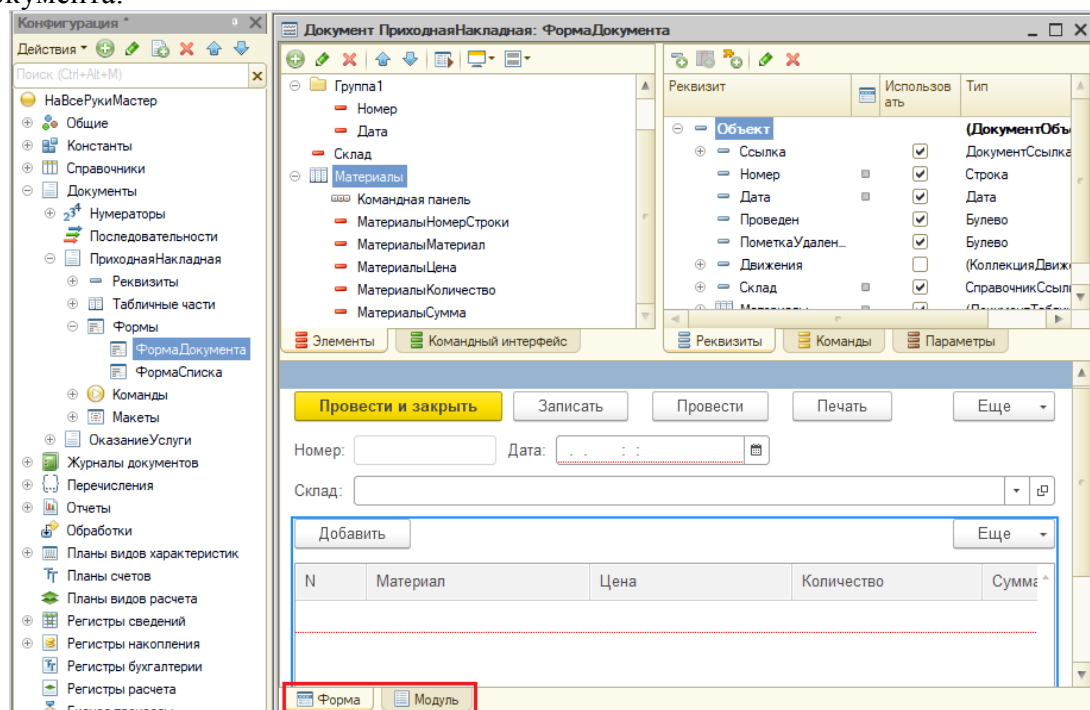 окумента.
Конфигурация *
Действия
Поиск (Ctrl+Alt+M)
НаВсеРукиМастер
Общие
Константы
Справочники
Документы
Нумераторы
Последовательности
ПриходнаяНакладная
Реквизиты
Табличные части
Формы
ФормаДокумента
ФормаСписка
Команды
Макеты
ОказаниеУслуги
Журналы документов
Перечисления
Отчеты
Обработки
Планы видов характеристик
Планы счетов
Планы видов расчета
Регистры сведений
Регистры накопления
Регистры бухгалтерии
Регистры расчета
Документ ПриходнаяНакладная: ФормаДокумента
Группа1
Номер
Дата
Склад
Материалы
Командная панель
МатериалыНомерСтроки
МатериалыМатериал
МатериалыЦена
МатериалыКоличество
МатериалыСумма
Элементы Командный интерфейс
Реквизит Использов Тип
ать
Объект (ДокументОбъ
Ссылка ДокументСсылка
Номер Строка
Дата Дата
Проведен Булево
ПометкаУдален... Булево
Движения (КоллекцияДвиж
Склад СправочникСсыл
Реквизиты Команды Параметры
Провести и закрыть Записать Провести Печать Еще
Номер: Дата: . . : :
Склад:
Добавить Еще
N Материал Цена Количество Сумма
Форма Модуль